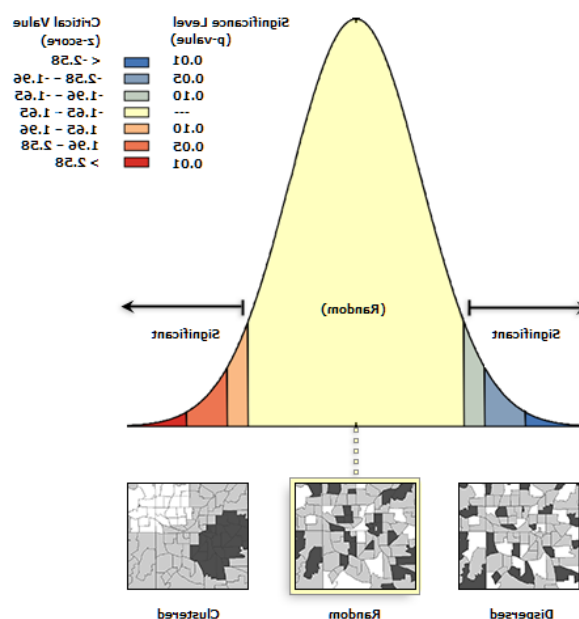 Significance Level Critical Value
(p-value) (z-score)
0.01 < -2.58
0.05 -2.58 – -1.96
0.10 -1.96 – -1.65
--- -1.65 – 1.65
0.10 1.65 – 1.96
0.05 1.96 – 2.58
0.01 > 2.58
(Random)
Significant Significant
Dispersed Random Clustered